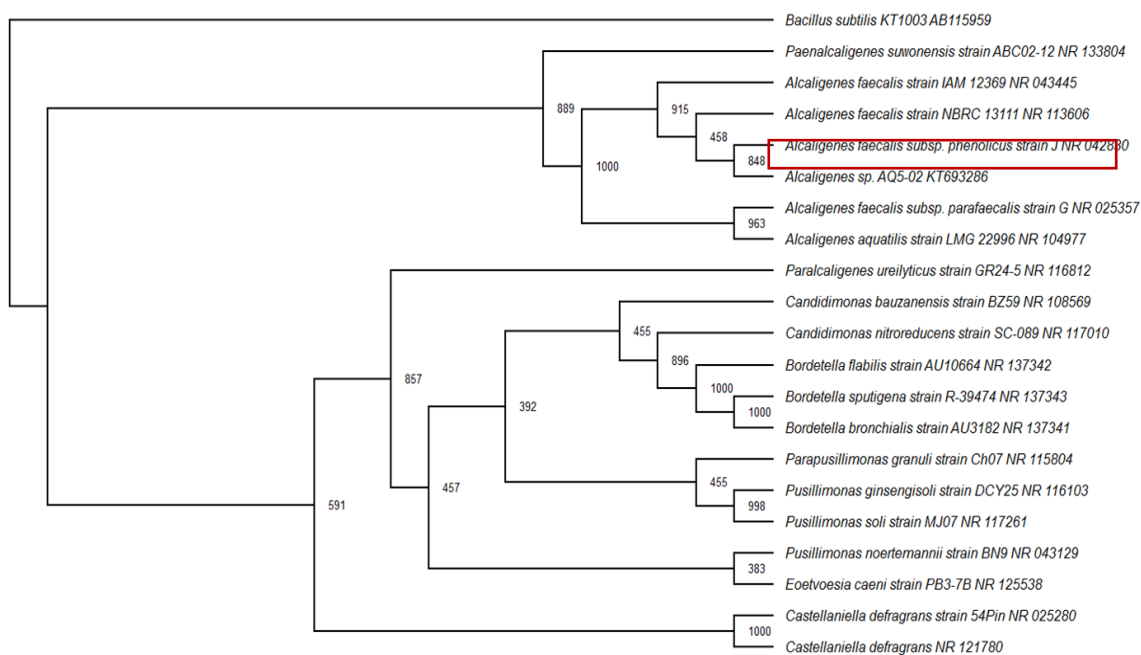 Bacillus subtilis KT1003 AB115959
Paenalcaligenes suwonensis strain ABC02-12 NR 133804
Alcaligenes faecalis strain IAM 12369 NR 043445
889
915
Alcaligenes faecalis strain NBRC 13111 NR 113606
458
Alcaligenes faecalis subsp. phenolicus strain J NR 042830
848
1000
Alcaligenes sp. AQ5-02 KT693286
Alcaligenes faecalis subsp. parafaecalis strain G NR 025357
963
Alcaligenes aquatilis strain LMG 22996 NR 104977
Paralcaligenes ureilyticus strain GR24-5 NR 116812
Candidimonas bauzanensis strain BZ59 NR 108569
455
Candidimonas nitroreducens strain SC-089 NR 117010
896
Bordetella flabilis strain AU10664 NR 137342
857
1000
Bordetella sputigena strain R-39474 NR 137343
392
1000
Bordetella bronchialis strain AU3182 NR 137341
Parapusillimonas granuli strain Ch07 NR 115804
455
457
Pusillimonas ginsengisoli strain DCY25 NR 116103
591
998
Pusillimonas soli strain MJ07 NR 117261
Pusillimonas noertemannii strain BN9 NR 043129
383
Eoetvoesia caeni strain PB3-7B NR 125538
Castellaniella defragrans strain 54Pin NR 025280
1000
Castellaniella defragrans NR 121780